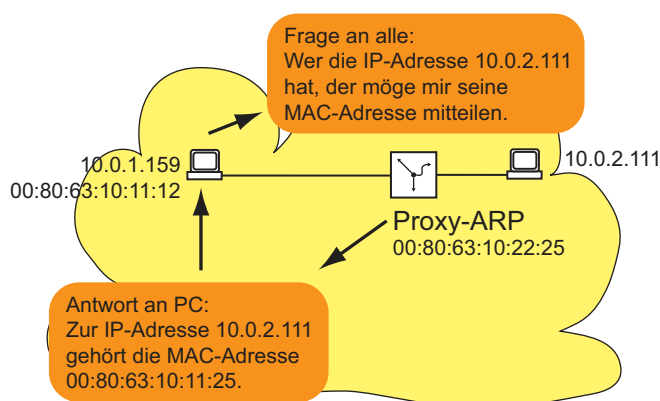 Frage an alle:
Wer die IP-Adresse 10.0.2.111
hat, der möge mir seine
MAC-Adresse mitteilen.
10.0.1.159
00:80:63:10:11:12
10.0.2.111
Proxy-ARP
00:80:63:10:22:25
Antwort an PC:
Zur IP-Adresse 10.0.2.111
gehört die MAC-Adresse
00:80:63:10:11:25.